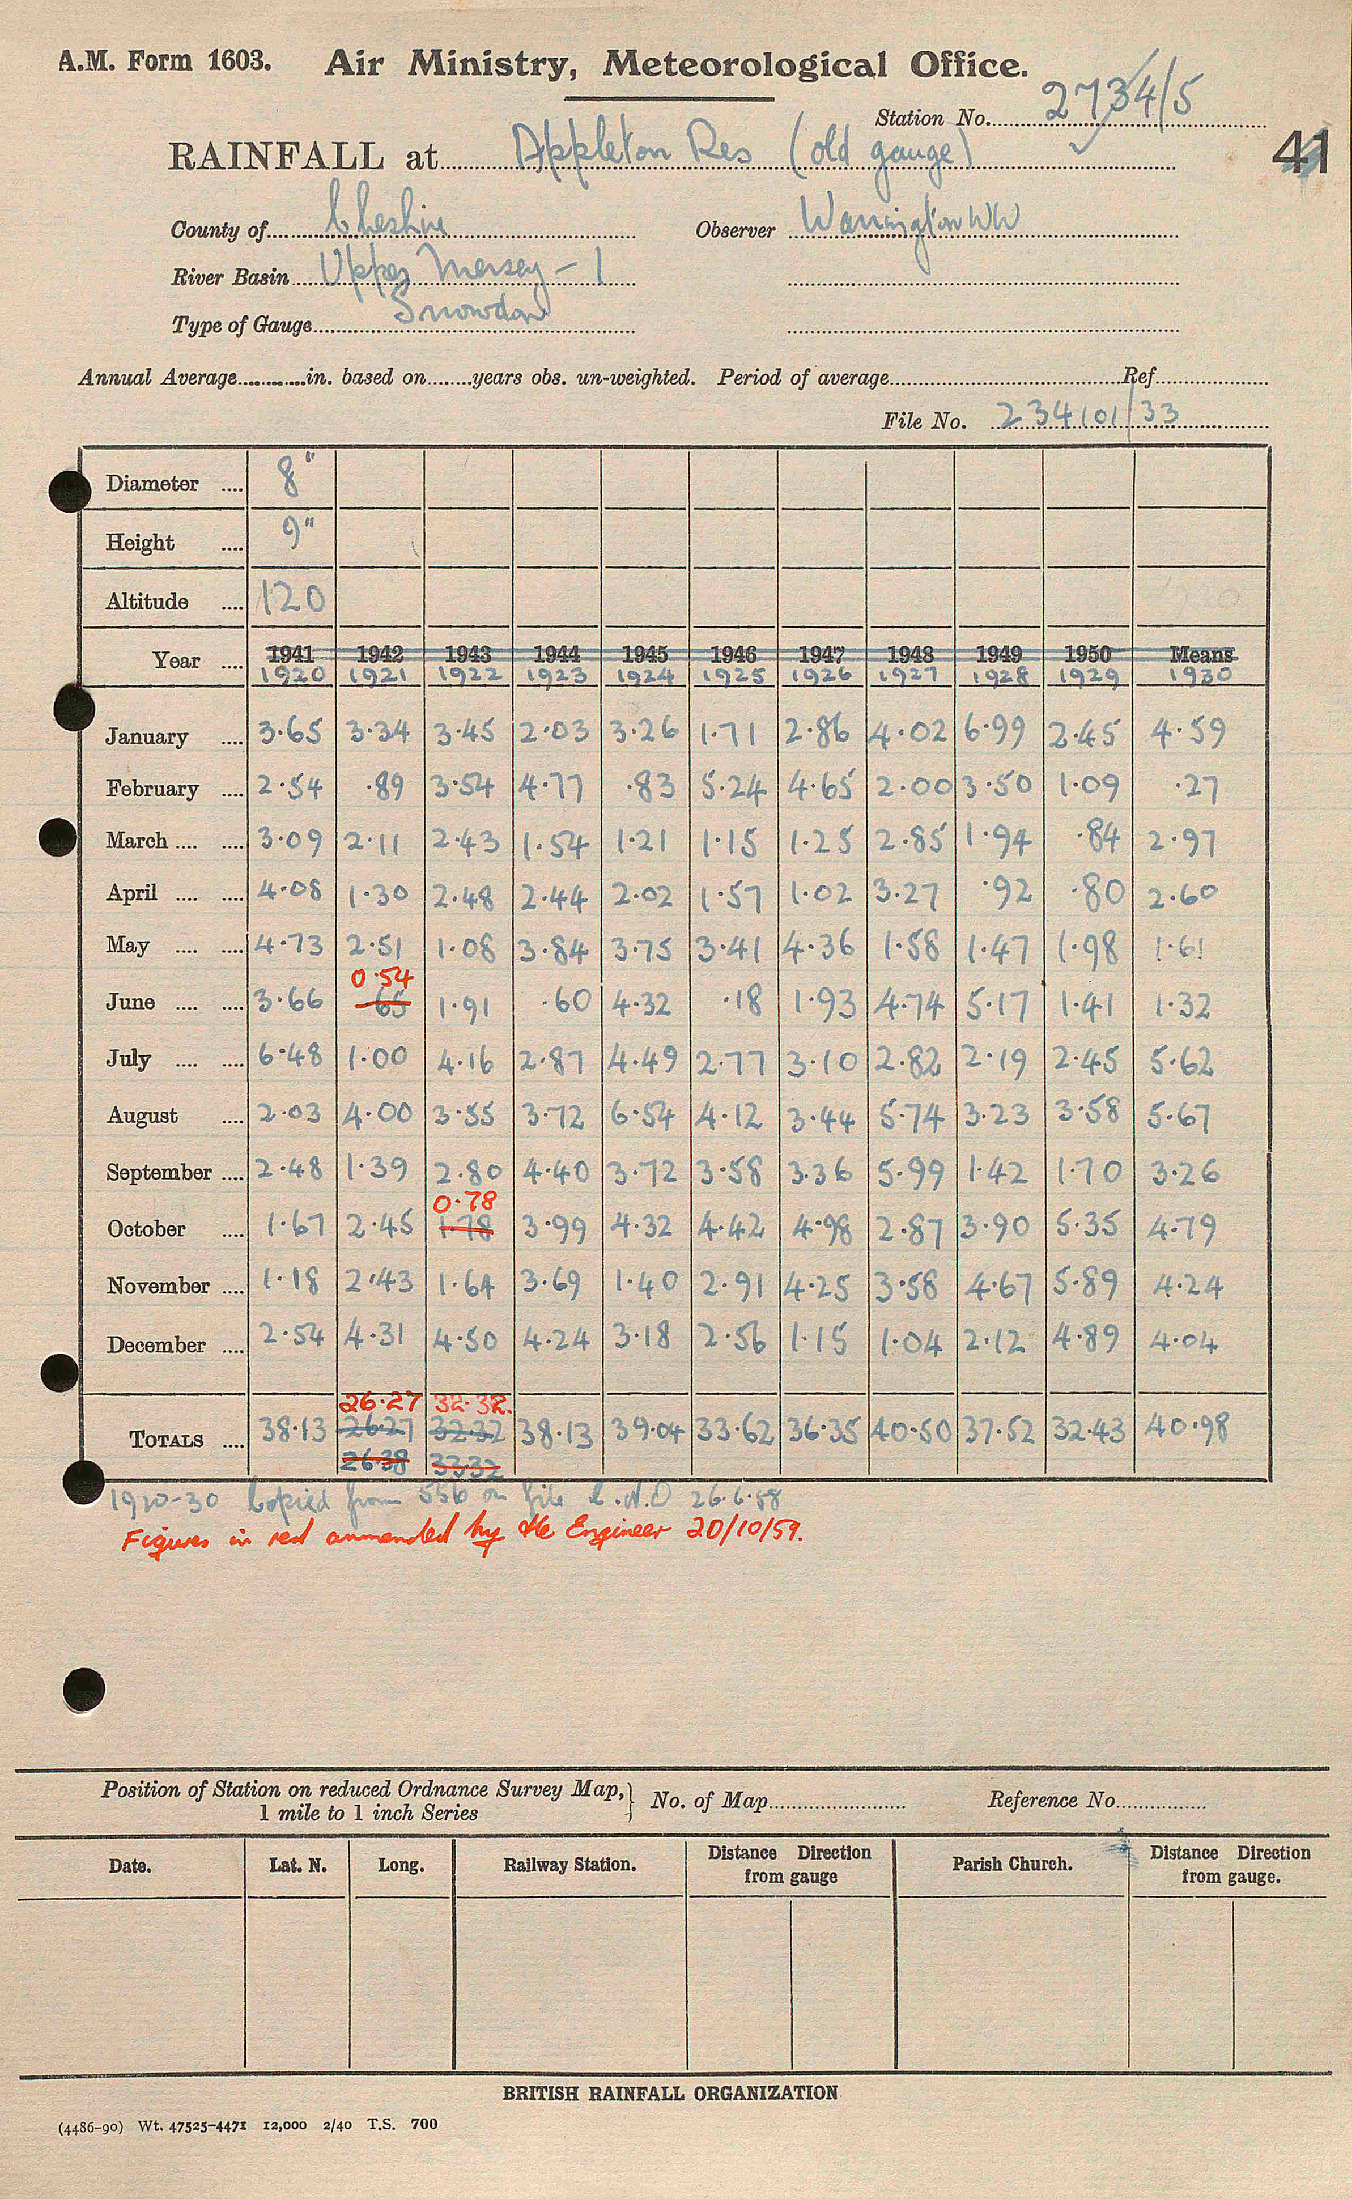 A.M. Form 1603. Air Ministry, Meteorological Office.
Station No. 2734/5
RAINFALL at Appleton Res (old gauge)
41
County of Cheshire Observer Warrington WW
River Basin Upper Mersey - 1
Type of Gauge Snowdon
Annual Average in. based on years obs. un-weighted. Period of average Ref.
File No. 234101/33
Diameter 8"
Height 9"
Altitude 120
Year 1941 1942 1943 1944 1945 1946 1947 1948 1949 1950 Means
1920 1921 1922 1923 1924 1925 1926 1927 1928 1929 1930
January 3.65 3.34 3.45 2.03 3.26 1.71 2.86 4.02 6.99 2.45 4.59
February 2.54 .89 3.54 4.77 .83 5.24 4.65 2.00 3.50 1.09 .27
March 3.09 2.11 2.43 1.54 1.21 1.15 1.25 2.85 1.94 .84 2.97
April 4.08 1.30 2.48 2.44 2.02 1.57 1.02 3.27 .92 .80 2.60
May 4.73 2.51 1.08 3.84 3.75 3.41 4.36 1.58 1.47 1.98 1.61
0.54
June 3.66 .65 1.91 .60 4.32 .18 1.93 4.74 5.17 1.41 1.32
July 6.48 1.00 4.16 2.87 4.49 2.77 3.10 2.82 2.19 2.45 5.62
August 2.03 4.00 3.55 3.72 6.54 4.12 3.44 5.74 3.23 3.58 5.67
September 2.48 1.39 2.80 4.40 3.72 3.58 3.36 5.99 1.42 1.70 3.26
0.78
October 1.67 2.45 1.78 3.99 4.32 4.42 4.98 2.87 3.90 5.35 4.79
November 1.18 2.43 1.64 3.69 1.40 2.91 4.25 3.58 4.67 5.89 4.24
December 2.54 4.31 4.50 4.24 3.18 2.56 1.15 1.04 2.12 4.89 4.04
26.27 32.32.
TOTALS 38.13 26.27 32.32 38.13 39.04 33.62 36.35 40.50 37.52 32.43 40.98
26.38 33.32
1920-30 Copied from 556 on file 26.6.58
Figures in red ammended by the Engineer 20/10/59.
Position of Station on reduced Ordnance Survey Map, 1 mile to 1 inch Series } No. of Map Reference No.
Date. Lat. N. Long. Railway Station. Distance Direction from gauge Parish Church. Distance Direction from gauge.
BRITISH RAINFALL ORGANIZATION
(4486-90) Wt. 47525-4471 12,000 2/40 T.S. 700